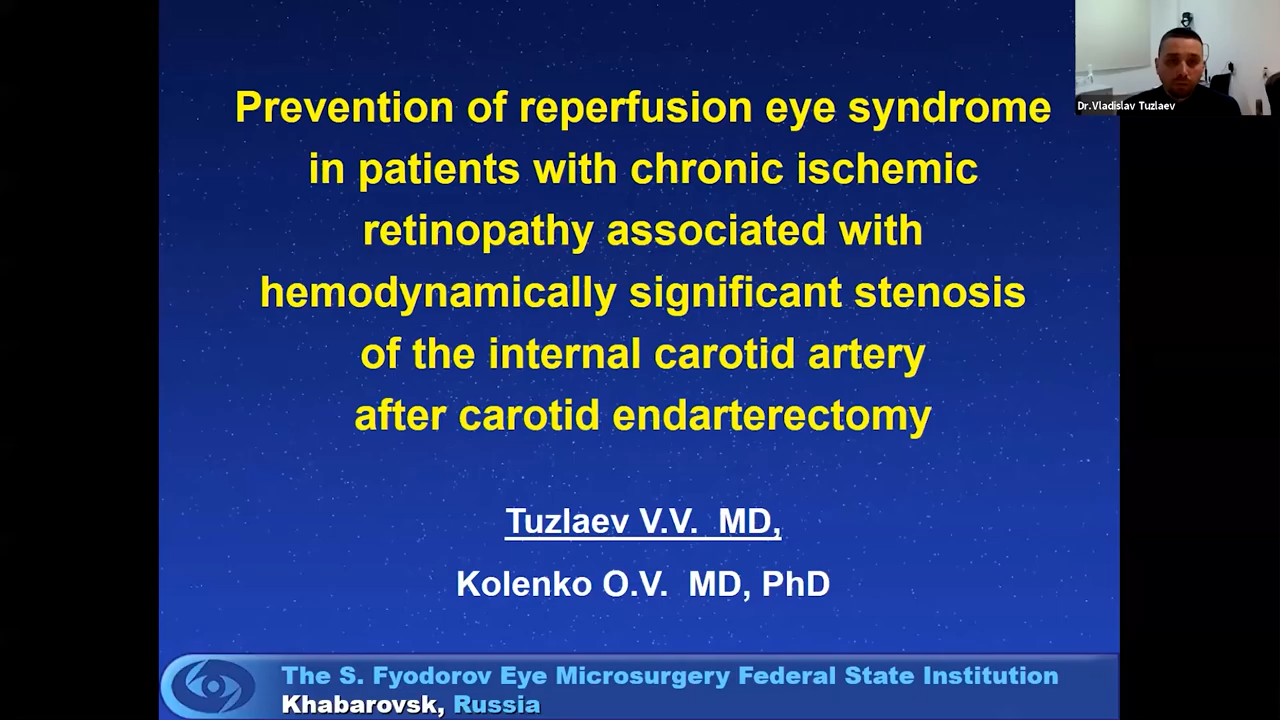 Prevention of reperfusion eye syndrome
in patients with chronic ischemic
retinopathy associated with
hemodynamically significant stenosis
of the internal carotid artery
after carotid endarterectomy
Tuzlaev V.V. MD,
Kolenko O.V. MD, PhD
The S. Fyodorov Eye Microsurgery Federal State Institution
Khabarovsk, Russia
Dr.Vladislav Tuzlaev